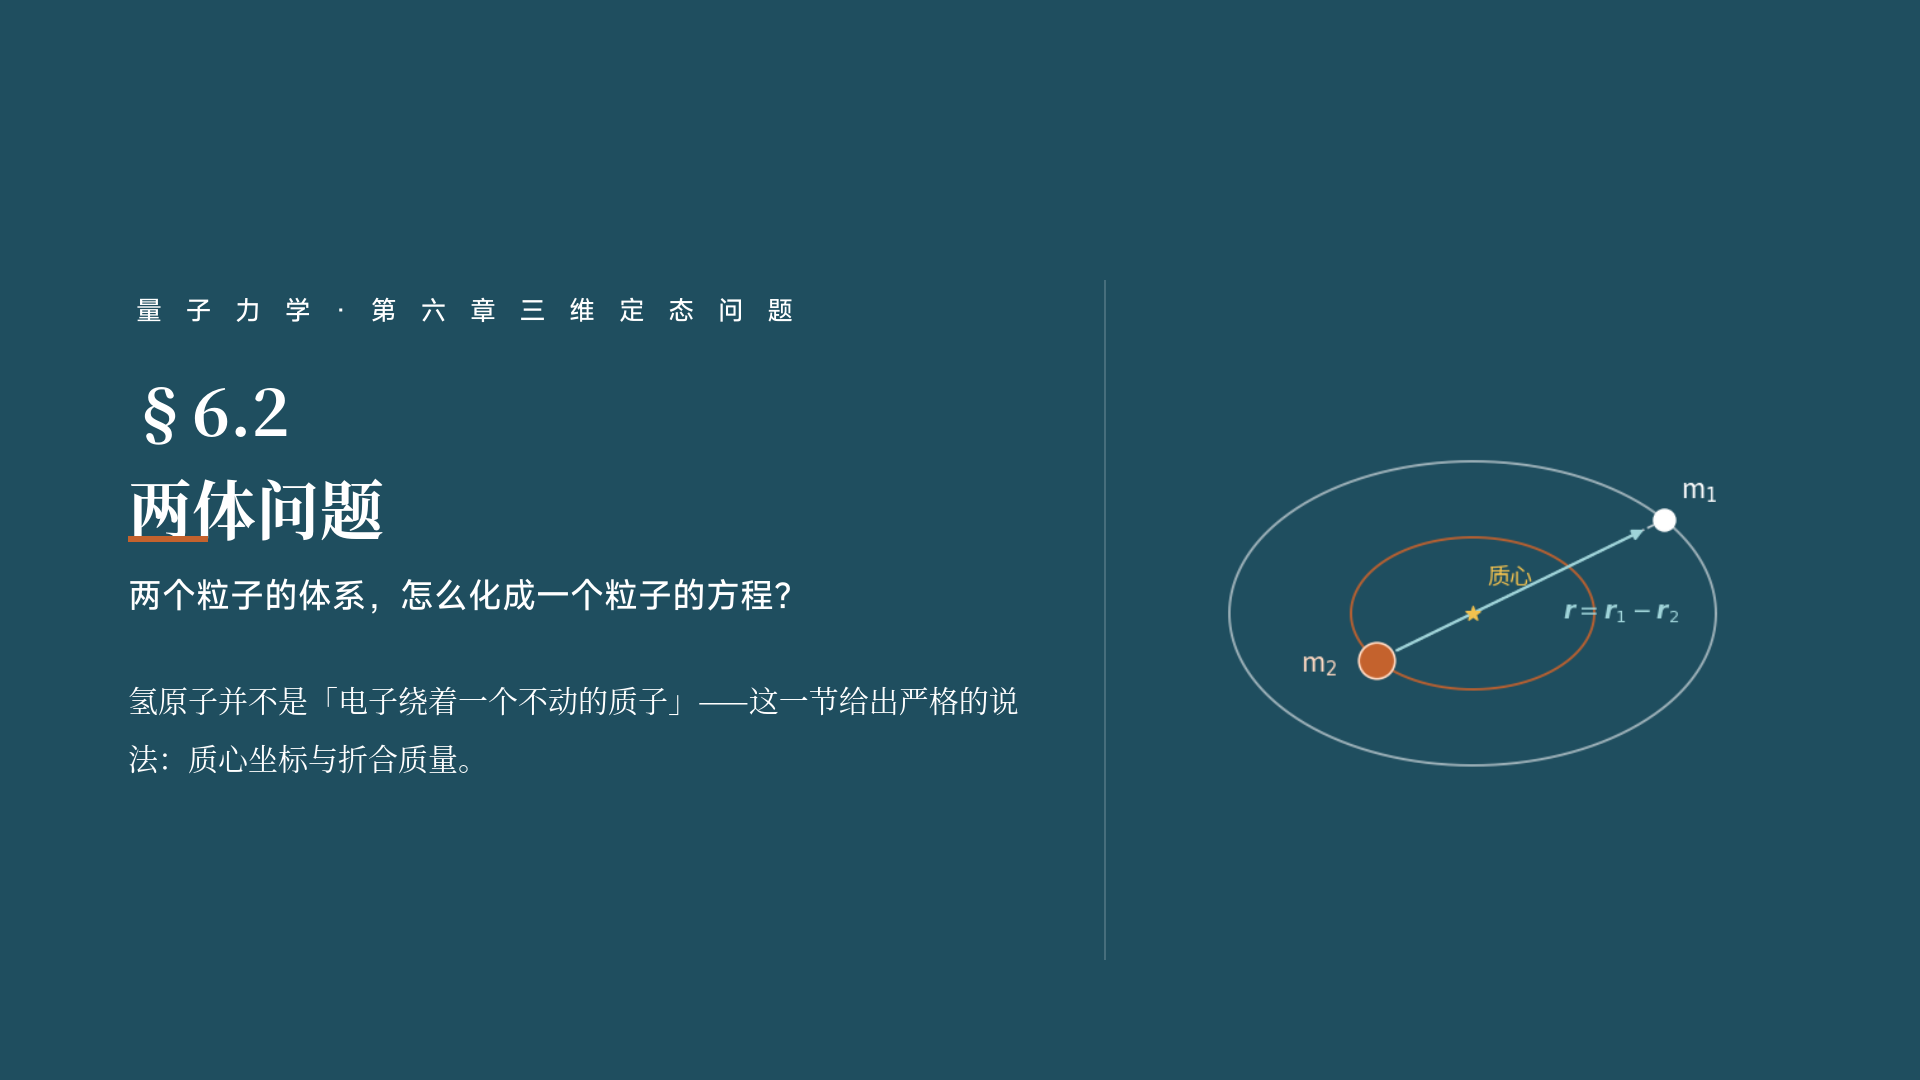 量子力学·第六章三维定态问题
§6.2
两体问题
两个粒子的体系，怎么化成一个粒子的方程？
氢原子并不是「电子绕着一个不动的质子」——这一节给出严格的说
法：质心坐标与折合质量。
m₁
质心
r = r₁ − r₂
m₂